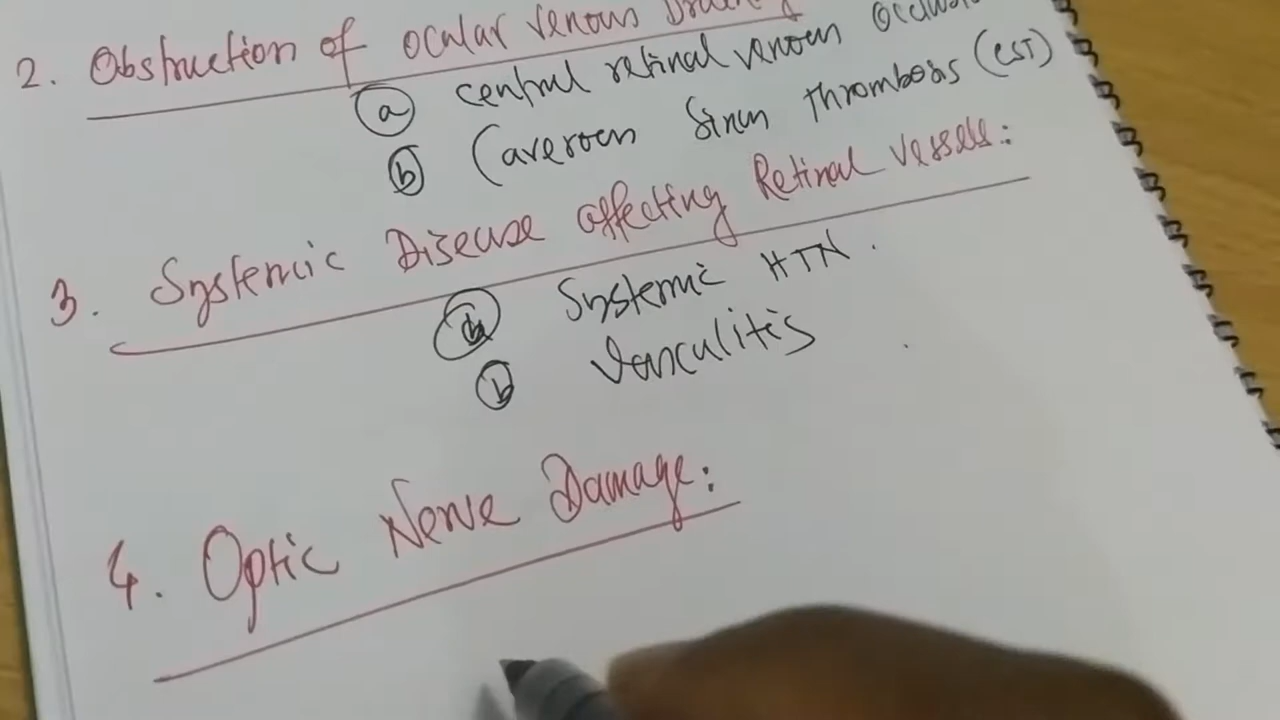 2. Obstruction of ocular venous
(a) central retinal venous
(b) Cavernous Sinus Thrombosis (CST)
3. Systemic Disease affecting Retinal Vessels:
(a) Systemic HTN.
(b) Vasculitis
4. Optic Nerve Damage: